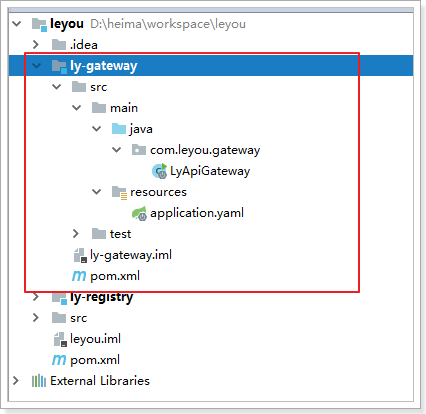 leyou D:\heima\workspace\leyou
.idea
ly-gateway
src
main
java
com.leyou.gateway
LyApiGateway
resources
application.yaml
test
ly-gateway.iml
pom.xml
ly-registry
src
leyou.iml
pom.xml
External Libraries